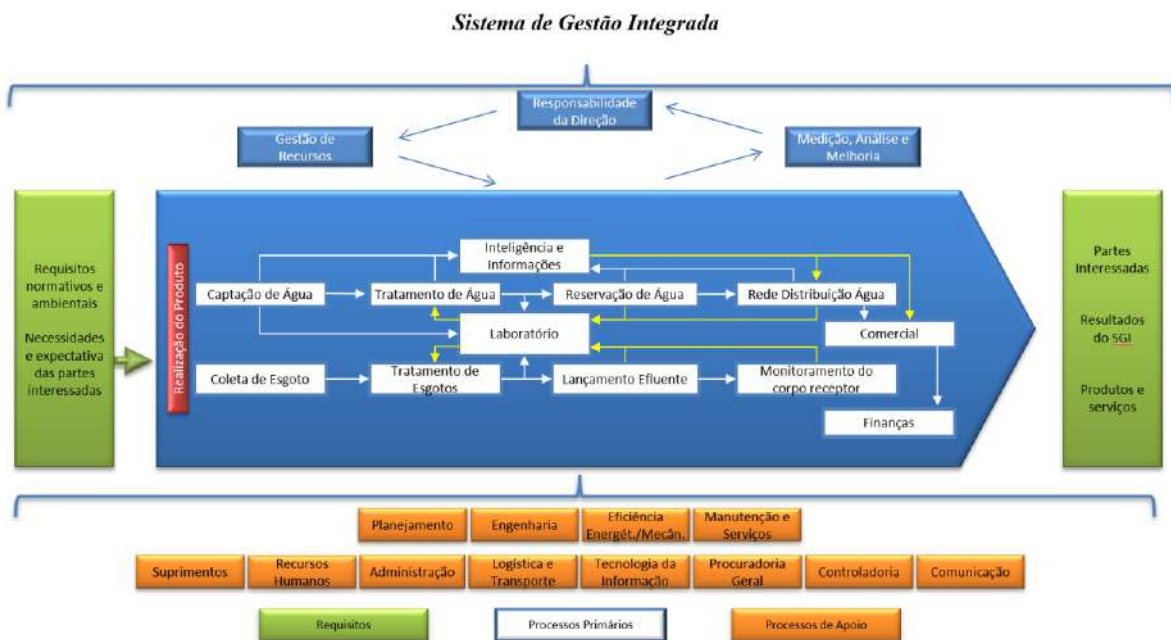 Sistema de Gestão Integrada
Responsabilidade
da Direção
Gestão de
Recursos
Medição, Análise e
Melhoria
Requisitos
normativos e
ambientais
Necessidades
e expectativa
das partes
interessadas
Realização do Produto
Inteligência e
Informações
Captação de Água
Tratamento de Água
Reservação de Água
Rede Distribuição Água
Laboratório
Comercial
Coleta de Esgoto
Tratamento de
Esgotos
Lançamento Efluente
Monitoramento do
corpo receptor
Finanças
Partes
Interessadas
Resultados
do SGI
Produtos e
serviços
Planejamento
Engenharia
Eficiência
Energét./Mecân.
Manutenção e
Serviços
Suprimentos
Recursos
Humanos
Administração
Logística e
Transporte
Tecnologia da
Informação
Procuradoria
Geral
Controladoria
Comunicação
Requisitos
Processos Primários
Processos de Apoio